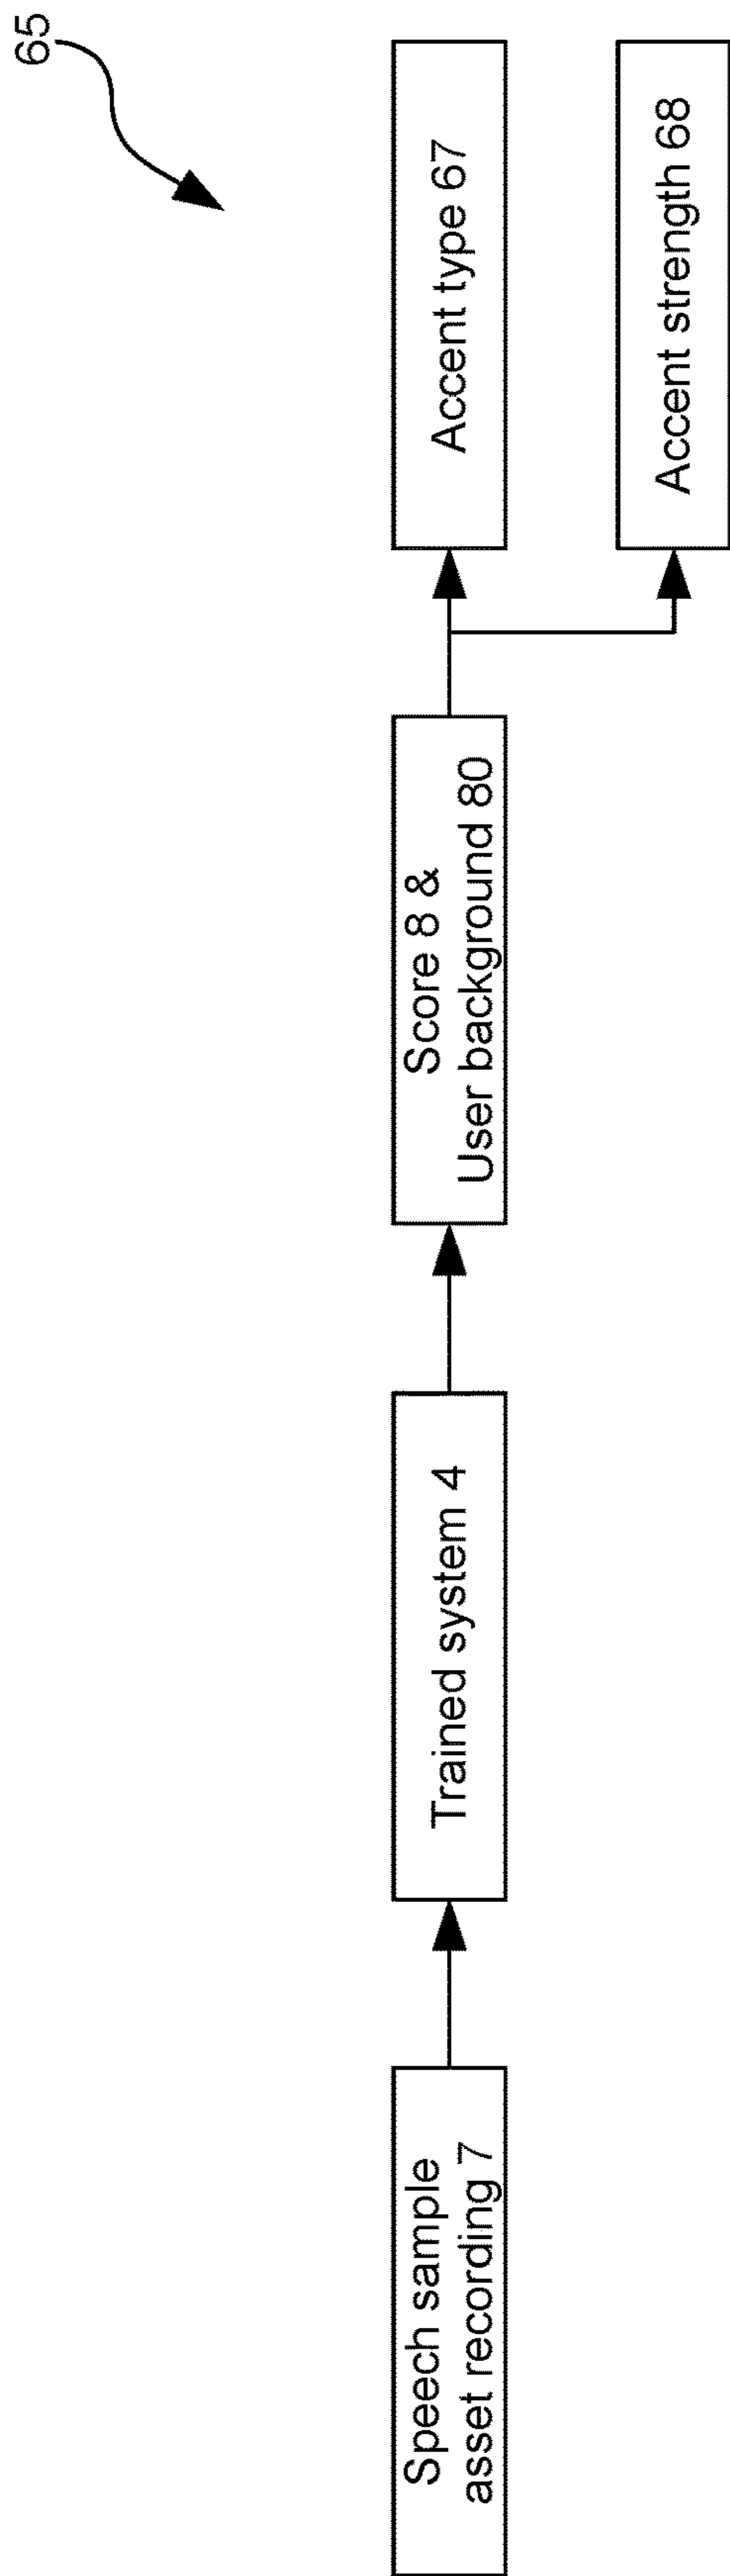 65
Speech sample
asset recording 7
Trained system 4
Score 8 &
User background 80
Accent type 67
Accent strength 68